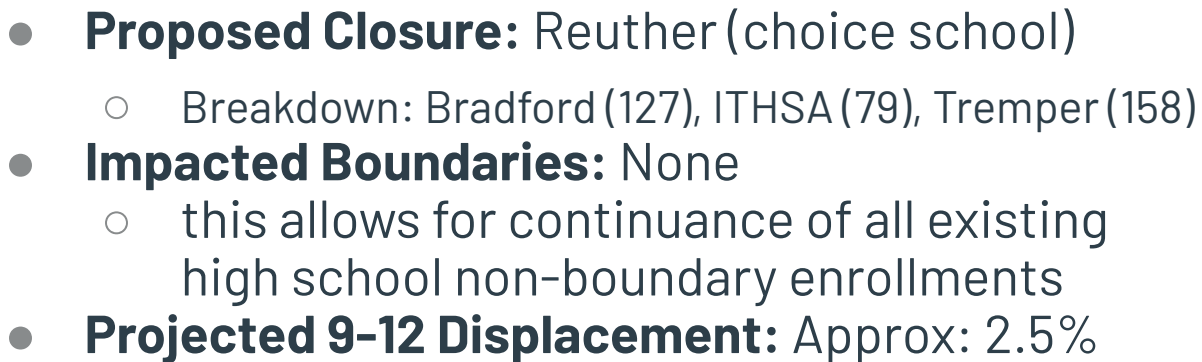 ● Proposed Closure: Reuther (choice school)
○ Breakdown: Bradford (127), ITHSA (79), Tremper (158)
● Impacted Boundaries: None
○ this allows for continuance of all existing
high school non-boundary enrollments
● Projected 9-12 Displacement: Approx: 2.5%